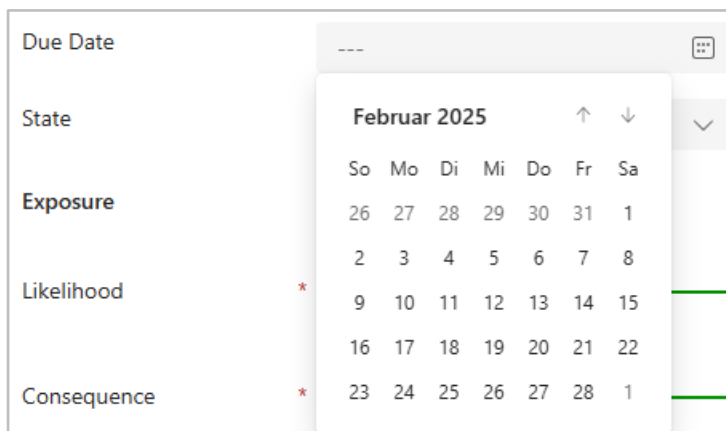 Due Date
---
State
Februar 2025
So Mo Di Mi Do Fr Sa
26 27 28 29 30 31 1
2 3 4 5 6 7 8
9 10 11 12 13 14 15
16 17 18 19 20 21 22
23 24 25 26 27 28 1
Exposure
Likelihood *
Consequence *